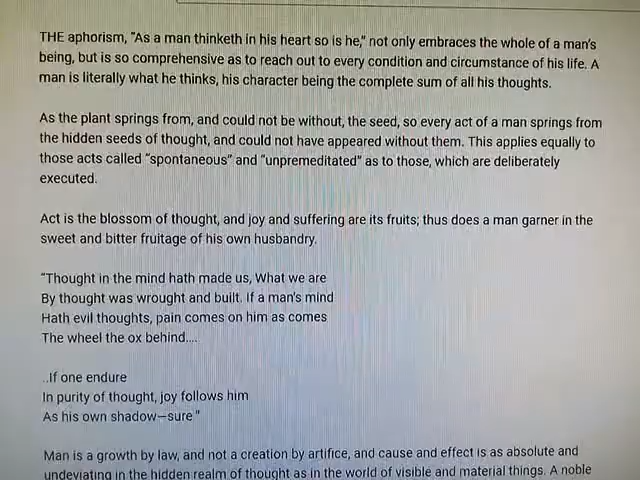 THE aphorism, "As a man thinketh in his heart so is he," not only embraces the whole of a man's
being, but is so comprehensive as to reach out to every condition and circumstance of his life. A
man is literally what he thinks, his character being the complete sum of all his thoughts.
As the plant springs from, and could not be without, the seed, so every act of a man springs from
the hidden seeds of thought, and could not have appeared without them. This applies equally to
those acts called "spontaneous" and "unpremeditated" as to those, which are deliberately
executed.
Act is the blossom of thought, and joy and suffering are its fruits; thus does a man garner in the
sweet and bitter fruitage of his own husbandry.
"Thought in the mind hath made us, What we are
By thought was wrought and built. If a man's mind
Hath evil thoughts, pain comes on him as comes
The wheel the ox behind....
..If one endure
In purity of thought, joy follows him
As his own shadow—sure"
Man is a growth by law, and not a creation by artifice, and cause and effect is as absolute and
undeviating in the hidden realm of thought as in the world of visible and material things. A noble